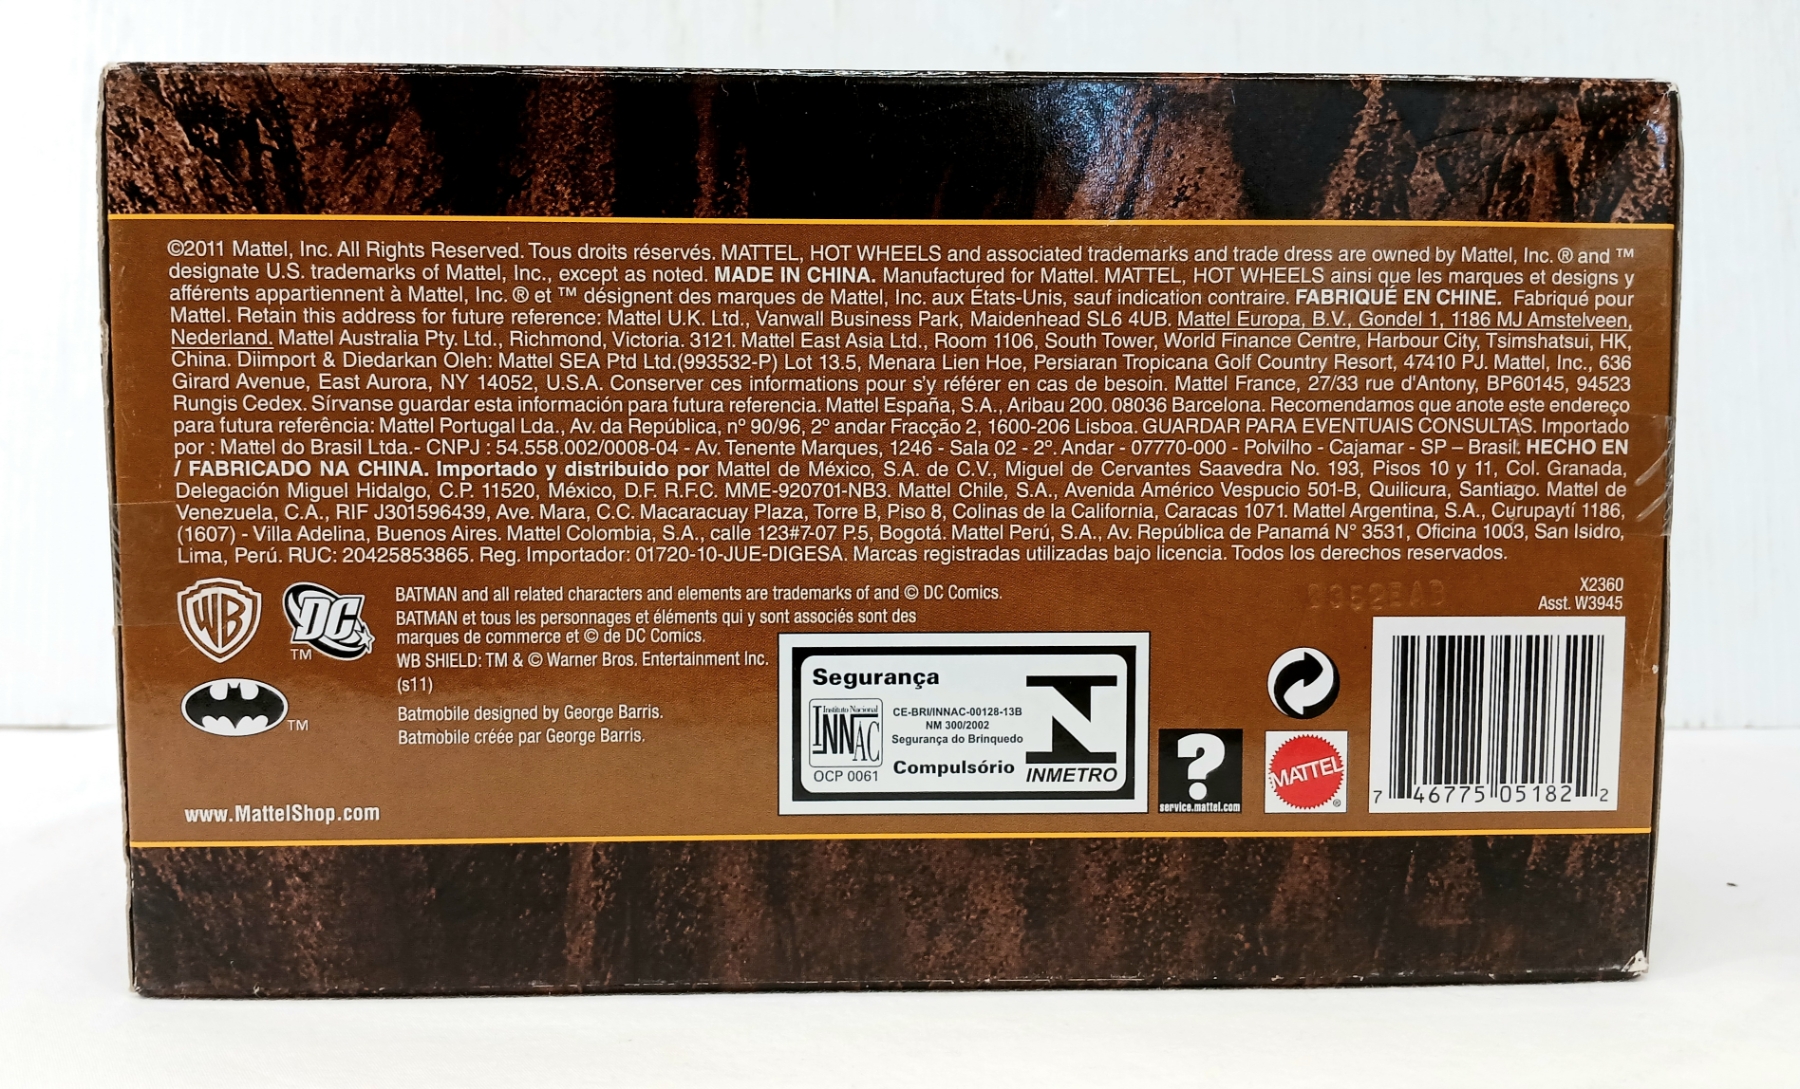 ©2011 Mattel, Inc. All Rights Reserved. Tous droits réservés. MATTEL, HOT WHEELS and associated trademarks and trade dress are owned by Mattel, Inc. ® and ™
designate U.S. trademarks of Mattel, Inc., except as noted. MADE IN CHINA. Manufactured for Mattel. MATTEL, HOT WHEELS ainsi que les marques et designs y
afférents appartiennent à Mattel, Inc. ® et ™ désignent des marques de Mattel, Inc. aux États-Unis, sauf indication contraire. FABRIQUÉ EN CHINE. Fabriqué pour
Mattel. Retain this address for future reference: Mattel U.K. Ltd., Vanwall Business Park, Maidenhead SL6 4UB. Mattel Europa, B.V., Gondel 1, 1186 MJ Amstelveen,
Nederland. Mattel Australia Pty. Ltd., Richmond, Victoria. 3121. Mattel East Asia Ltd., Room 1106, South Tower, World Finance Centre, Harbour City, Tsimshatsui, HK,
China. Diimport & Diedarkan Oleh: Mattel SEA Ptd Ltd.(993532-P) Lot 13.5, Menara Lien Hoe, Persiaran Tropicana Golf Country Resort, 47410 PJ. Mattel, Inc., 636
Girard Avenue, East Aurora, NY 14052, U.S.A. Conserver ces informations pour s'y référer en cas de besoin. Mattel France, 27/33 rue d'Antony, BP60145, 94523
Rungis Cedex. Sírvanse guardar esta información para futura referencia. Mattel España, S.A., Aribau 200. 08036 Barcelona. Recomendamos que anote este endereço
para futura referência: Mattel Portugal Lda., Av. da República, nº 90/96, 2º andar Fracção 2, 1600-206 Lisboa. GUARDAR PARA EVENTUAIS CONSULTAS. Importado
por : Mattel do Brasil Ltda.- CNPJ : 54.558.002/0008-04 - Av. Tenente Marques, 1246 - Sala 02 - 2º. Andar - 07770-000 - Polvilho - Cajamar - SP – Brasil. HECHO EN
/ FABRICADO NA CHINA. Importado y distribuido por Mattel de México, S.A. de C.V., Miguel de Cervantes Saavedra No. 193, Pisos 10 y 11, Col. Granada,
Delegación Miguel Hidalgo, C.P. 11520, México, D.F. R.F.C. MME-920701-NB3. Mattel Chile, S.A., Avenida Américo Vespucio 501-B, Quilicura, Santiago. Mattel de
Venezuela, C.A., RIF J301596439, Ave. Mara, C.C. Macaracuay Plaza, Torre B, Piso 8, Colinas de la California, Caracas 1071. Mattel Argentina, S.A., Curupaytí 1186,
(1607) - Villa Adelina, Buenos Aires. Mattel Colombia, S.A., calle 123#7-07 P.5, Bogotá. Mattel Perú, S.A., Av. República de Panamá N° 3531, Oficina 1003, San Isidro,
Lima, Perú. RUC: 20425853865. Reg. Importador: 01720-10-JUE-DIGESA. Marcas registradas utilizadas bajo licencia. Todos los derechos reservados.
WB
DC
TM
TM
BATMAN and all related characters and elements are trademarks of and © DC Comics.
BATMAN et tous les personnages et éléments qui y sont associés sont des
marques de commerce et © de DC Comics.
WB SHIELD: TM & © Warner Bros. Entertainment Inc.
(s11)
Batmobile designed by George Barris.
Batmobile créée par George Barris.
www.MattelShop.com
Segurança
Instituto Nacional
INNAC
OCP 0061
CE-BRI/INNAC-00128-13B
NM 300/2002
Segurança do Brinquedo
Compulsório
INMETRO
?
service.mattel.com
MATTEL
®
X2360
Asst. W3945
7 46775 05182 2